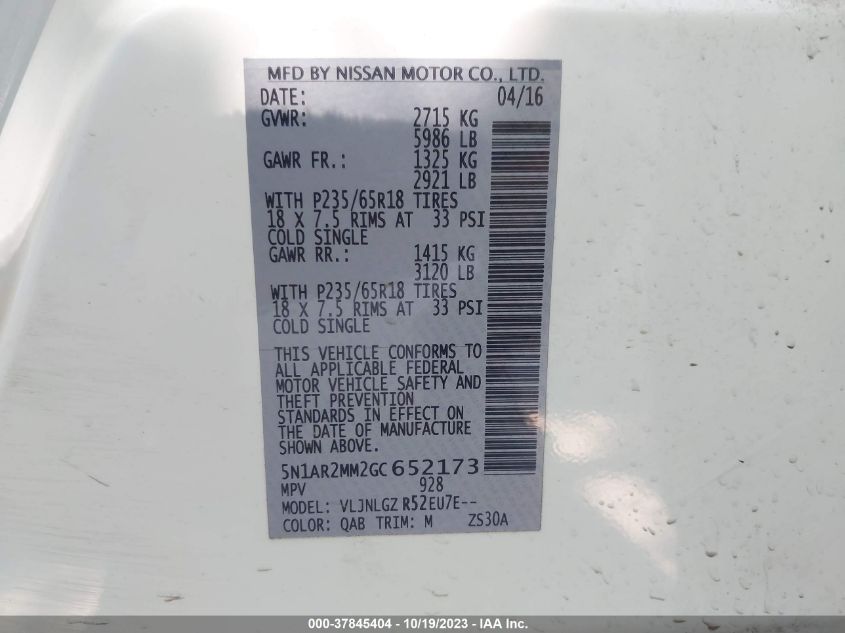 MFD BY NISSAN MOTOR CO., LTD.
DATE: 04/16
GVWR: 2715 KG
5986 LB
GAWR FR.: 1325 KG
2921 LB
WITH P235/65R18 TIRES
18 X 7.5 RIMS AT 33 PSI
COLD SINGLE
GAWR RR.: 1415 KG
3120 LB
WITH P235/65R18 TIRES
18 X 7.5 RIMS AT 33 PSI
COLD SINGLE
THIS VEHICLE CONFORMS TO
ALL APPLICABLE FEDERAL
MOTOR VEHICLE SAFETY AND
THEFT PREVENTION
STANDARDS IN EFFECT ON
THE DATE OF MANUFACTURE
SHOWN ABOVE.
5N1AR2MM2GC652173
MPV 928
MODEL: VLJNLGZ R52EU7E--
COLOR: QAB TRIM: M ZS30A
000-37845404 - 10/19/2023 - IAA Inc.